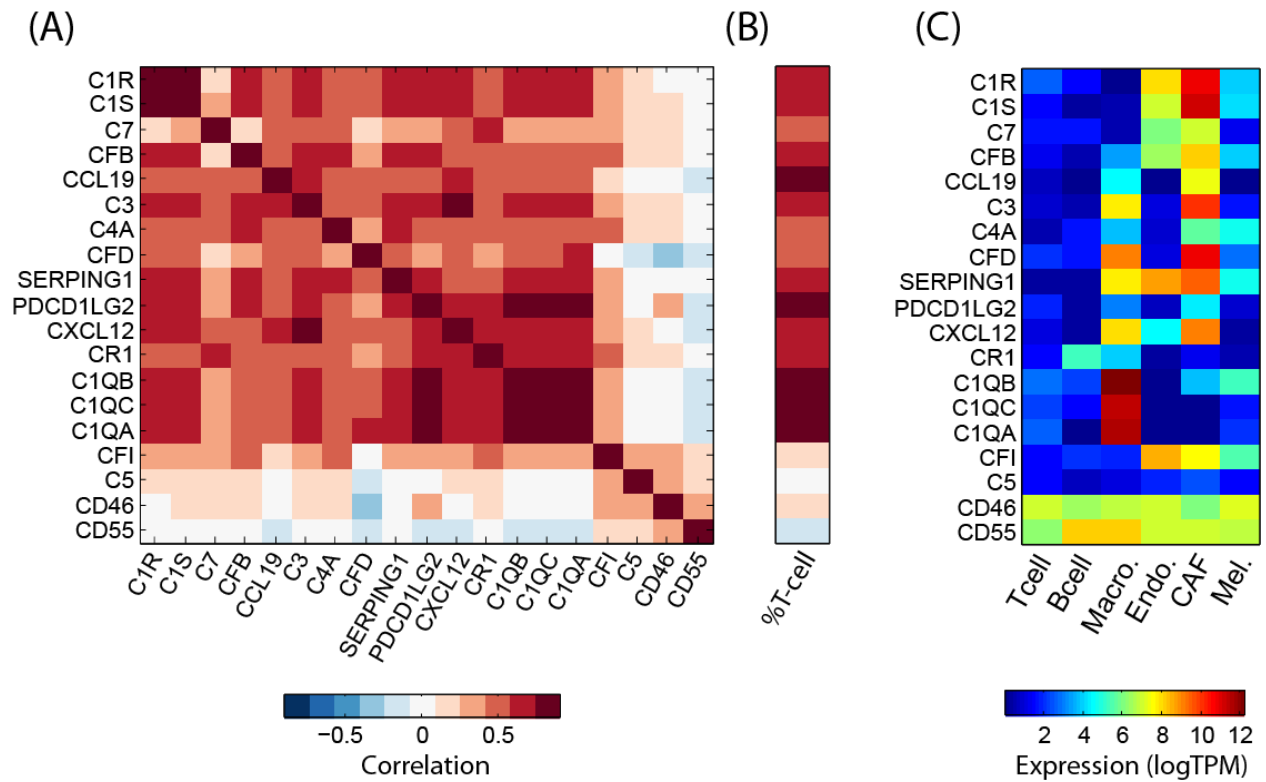 (A)
(B)
(C)
C1R
C1S
C7
CFB
CCL19
C3
C4A
CFD
SERPING1
PDCD1LG2
CXCL12
CR1
C1QB
C1QC
C1QA
CFI
C5
CD46
CD55
C1R
C1S
C7
CFB
CCL19
C3
C4A
CFD
SERPING1
PDCD1LG2
CXCL12
CR1
C1QB
C1QC
C1QA
CFI
C5
CD46
CD55
−0.5 0 0.5
Correlation
%T-cell
C1R
C1S
C7
CFB
CCL19
C3
C4A
CFD
SERPING1
PDCD1LG2
CXCL12
CR1
C1QB
C1QC
C1QA
CFI
C5
CD46
CD55
Tcell
Bcell
Macro.
Endo.
CAF
Mel.
2 4 6 8 10 12
Expression (logTPM)